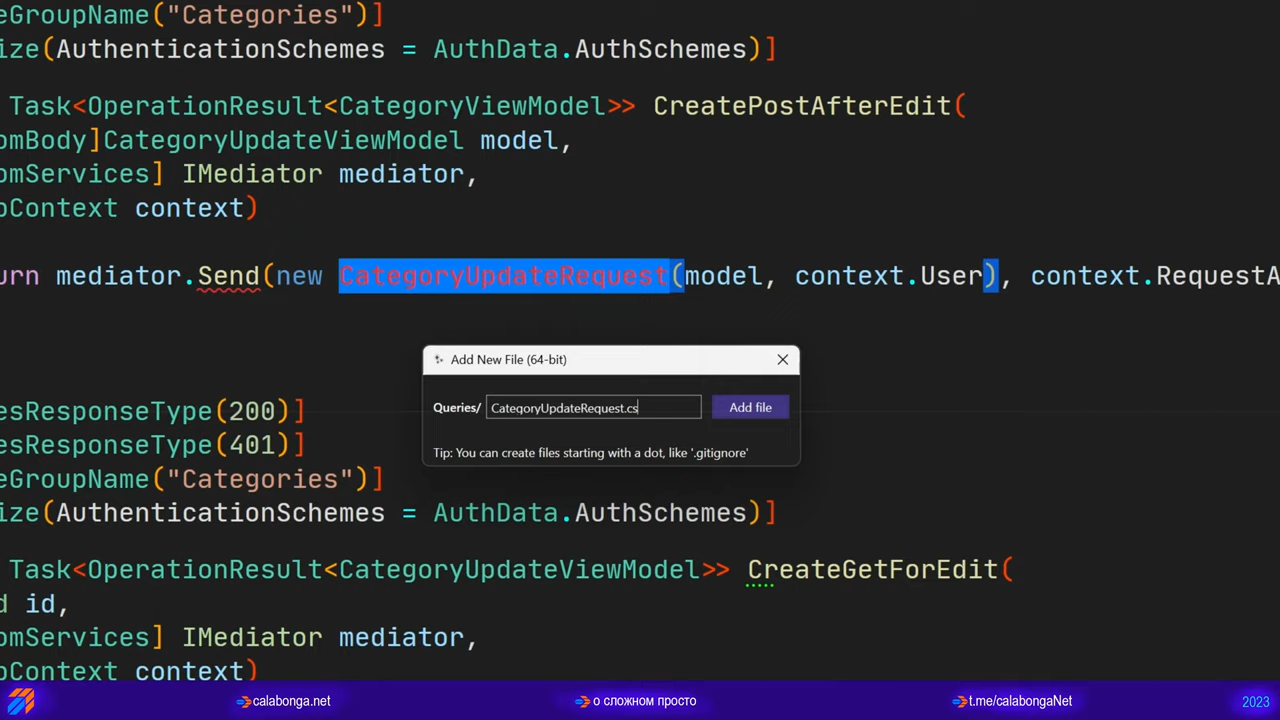 eGroupName("Categories")]
ize(AuthenticationSchemes = AuthData.AuthSchemes)]
Task<OperationResult<CategoryViewModel>> CreatePostAfterEdit(
omBody]CategoryUpdateViewModel model,
omServices] IMediator mediator,
pContext context)
urn mediator.Send(new CategoryUpdateRequest(model, context.User), context.RequestA
Add New File (64-bit)
Queries/ CategoryUpdateRequest.cs Add file
Tip: You can create files starting with a dot, like '.gitignore'
esResponseType(200)]
esResponseType(401)]
eGroupName("Categories")]
ize(AuthenticationSchemes = AuthData.AuthSchemes)]
Task<OperationResult<CategoryUpdateViewModel>> CreateGetForEdit(
d id,
omServices] IMediator mediator,
pContext context)
calabonga.net о сложном просто t.me/calabongaNet 2023